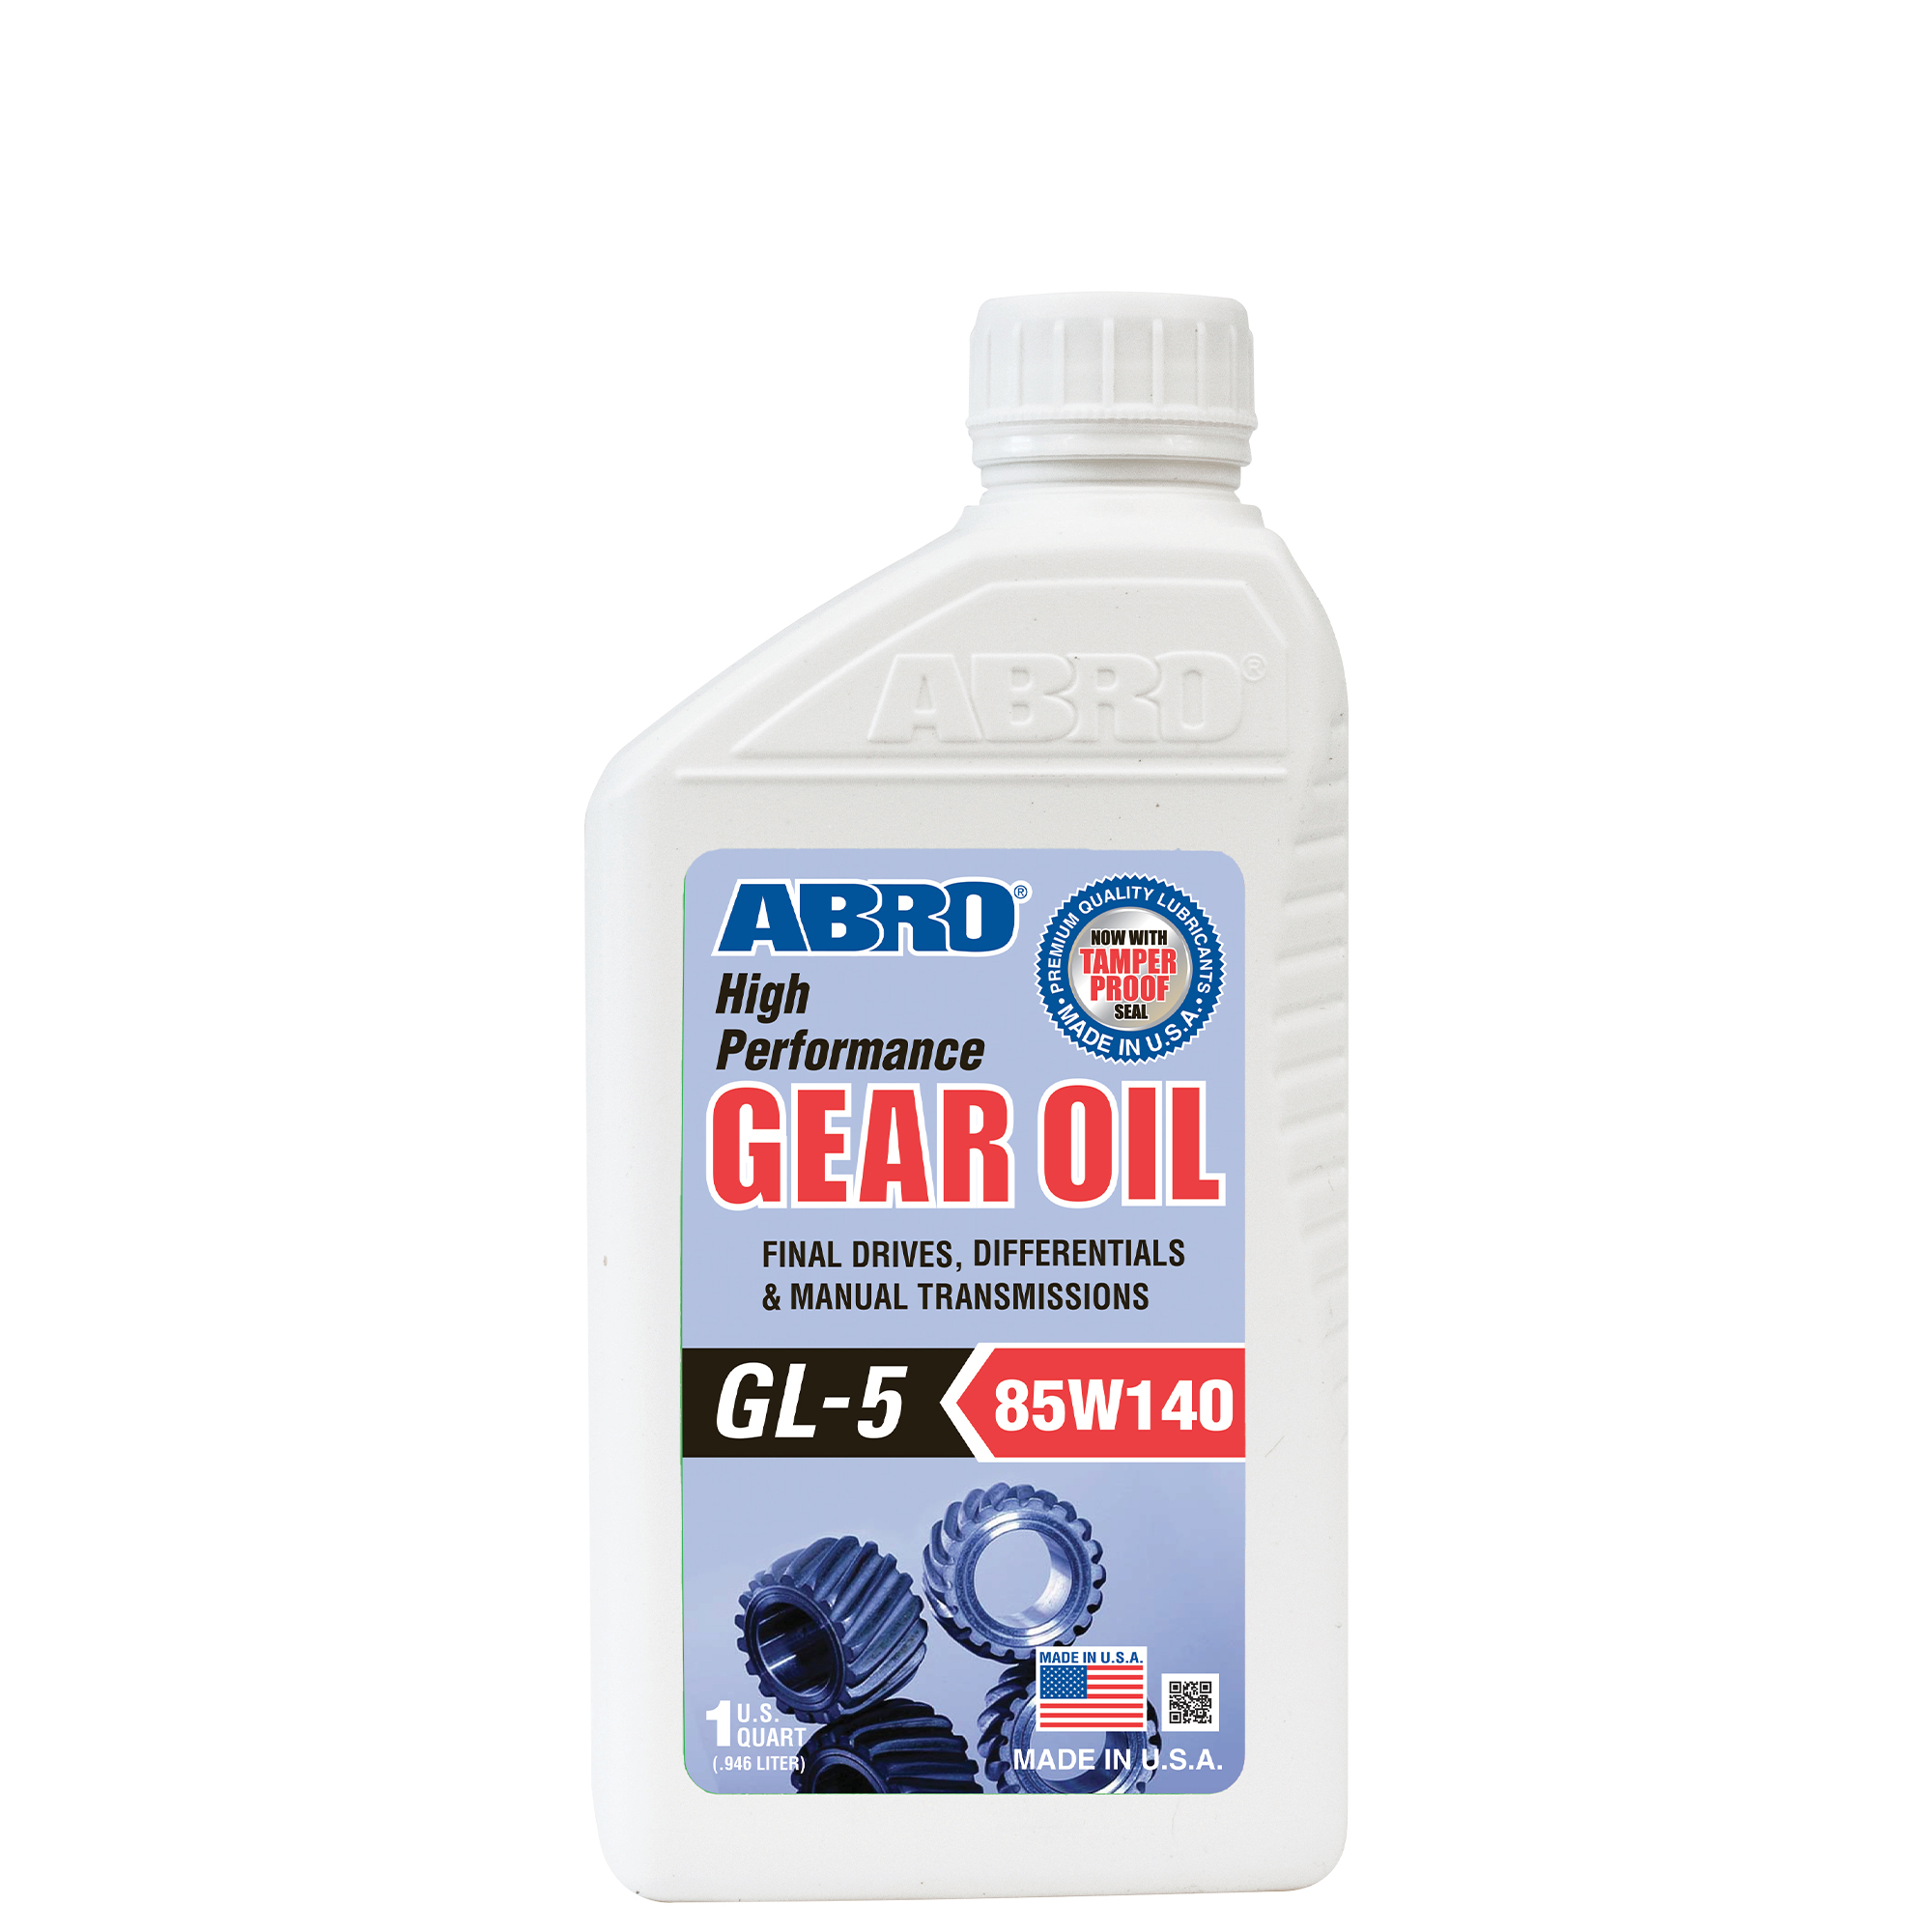 ABRO®
ABRO®
PREMIUM QUALITY LUBRICANTS
NOW WITH
TAMPER
PROOF
SEAL
• MADE IN U.S.A. •
High
Performance
GEAR OIL
FINAL DRIVES, DIFFERENTIALS
& MANUAL TRANSMISSIONS
GL-5
85W140
MADE IN U.S.A.
1 U.S.
QUART
(.946 LITER)
MADE IN U.S.A.